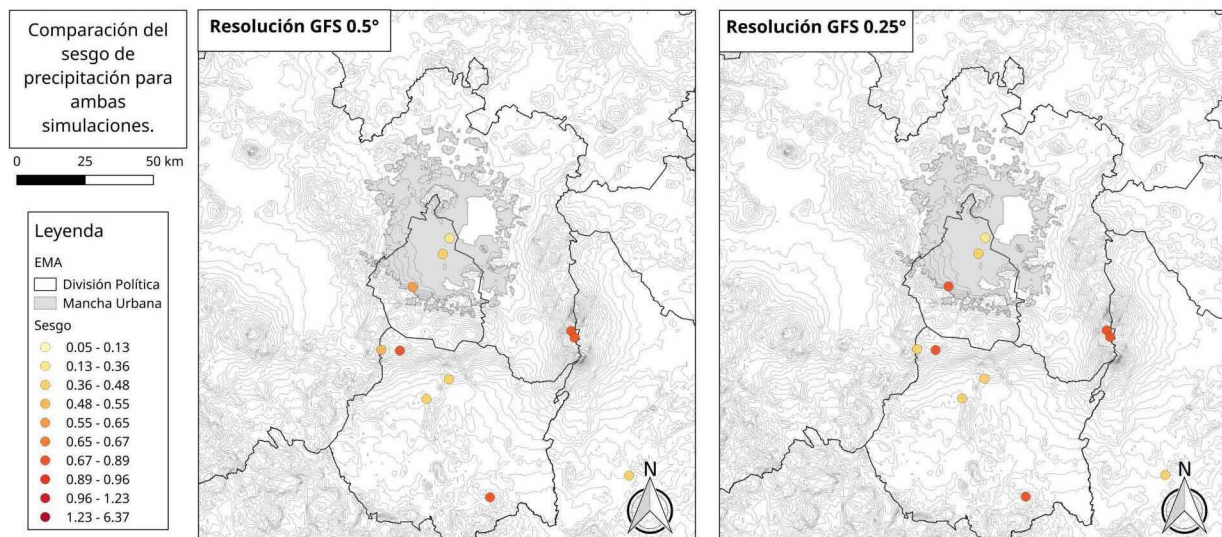 Comparación del
sesgo de
precipitación para
ambas
simulaciones.
0 25 50 km
Leyenda
EMA
División Política
Mancha Urbana
Sesgo
0.05 - 0.13
0.13 - 0.36
0.36 - 0.48
0.48 - 0.55
0.55 - 0.65
0.65 - 0.67
0.67 - 0.89
0.89 - 0.96
0.96 - 1.23
1.23 - 6.37
Resolución GFS 0.5°
N
Resolución GFS 0.25°
N